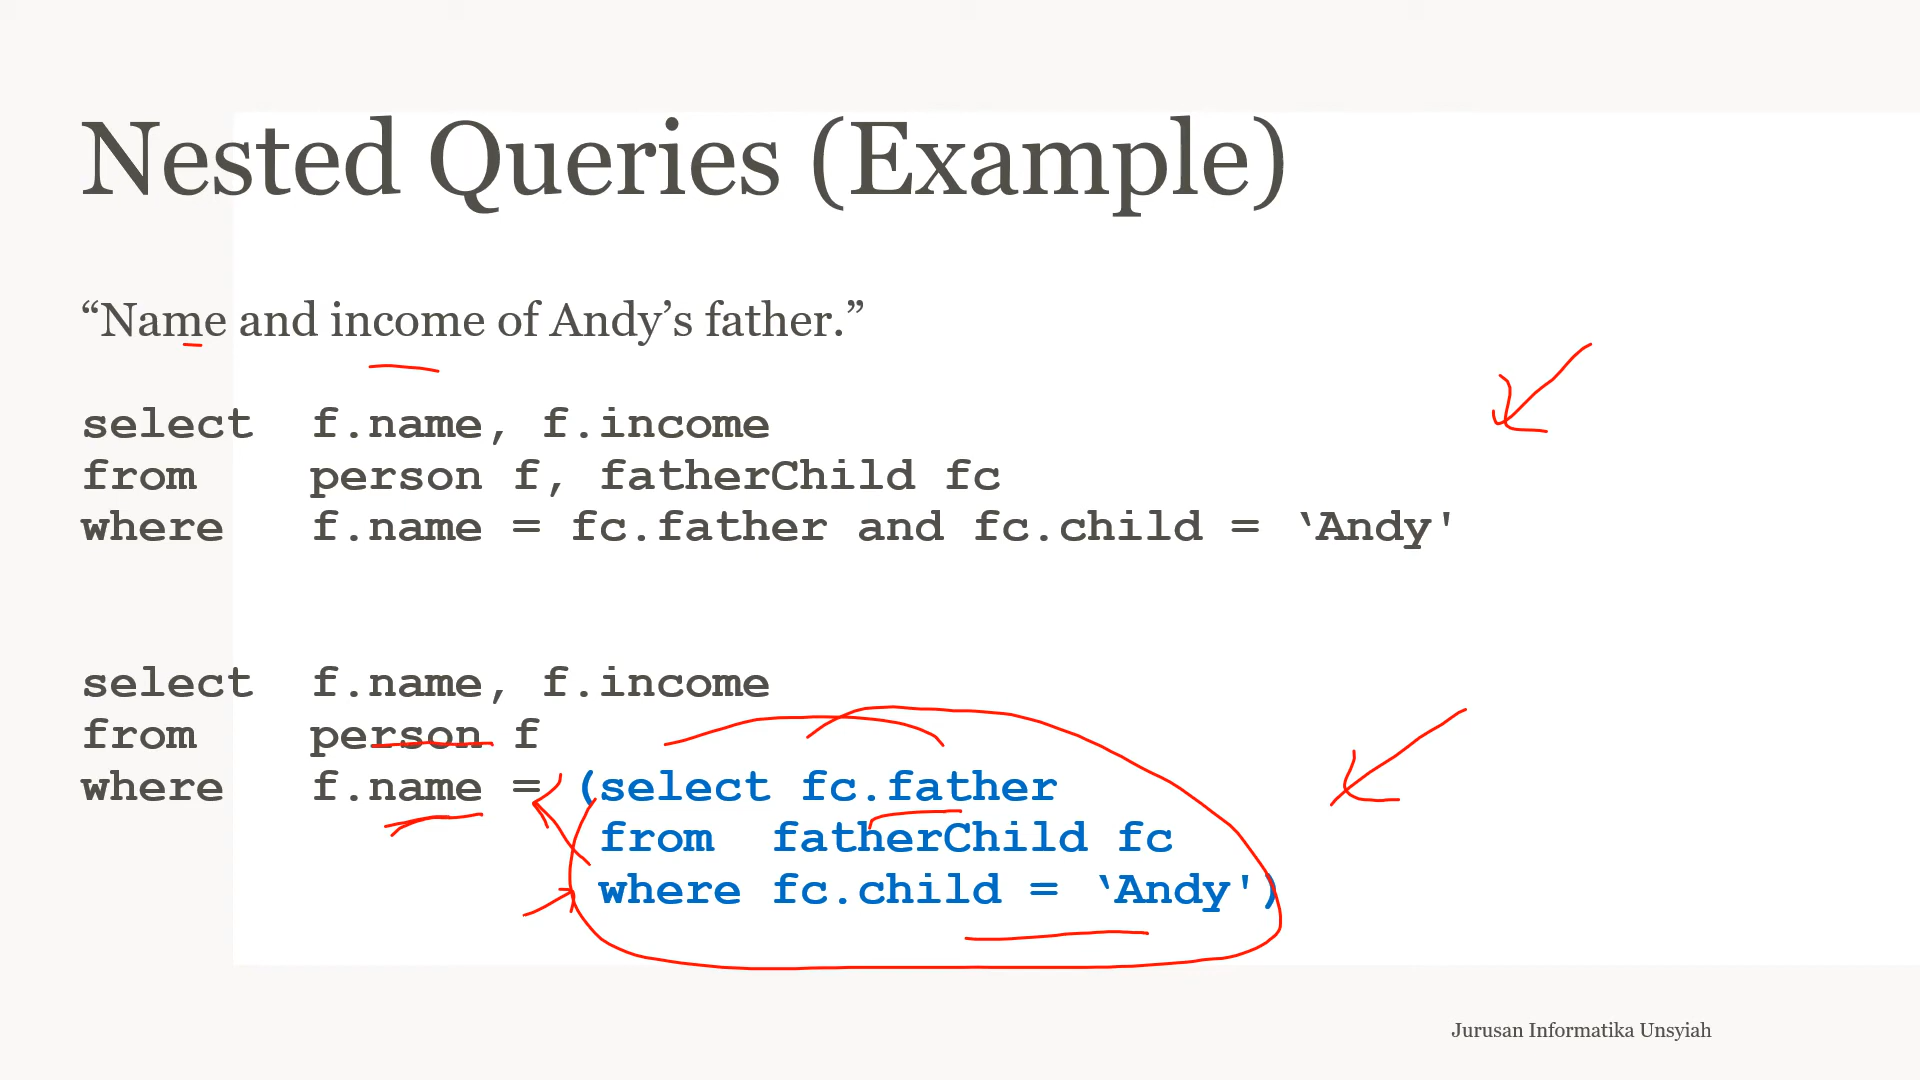 Nested Queries (Example)
“Name and income of Andy’s father.”
select f.name, f.income
from person f, fatherChild fc
where f.name = fc.father and fc.child = ‘Andy'
select f.name, f.income
from person f
where f.name = (select fc.father
from fatherChild fc
where fc.child = ‘Andy')
Jurusan Informatika Unsyiah